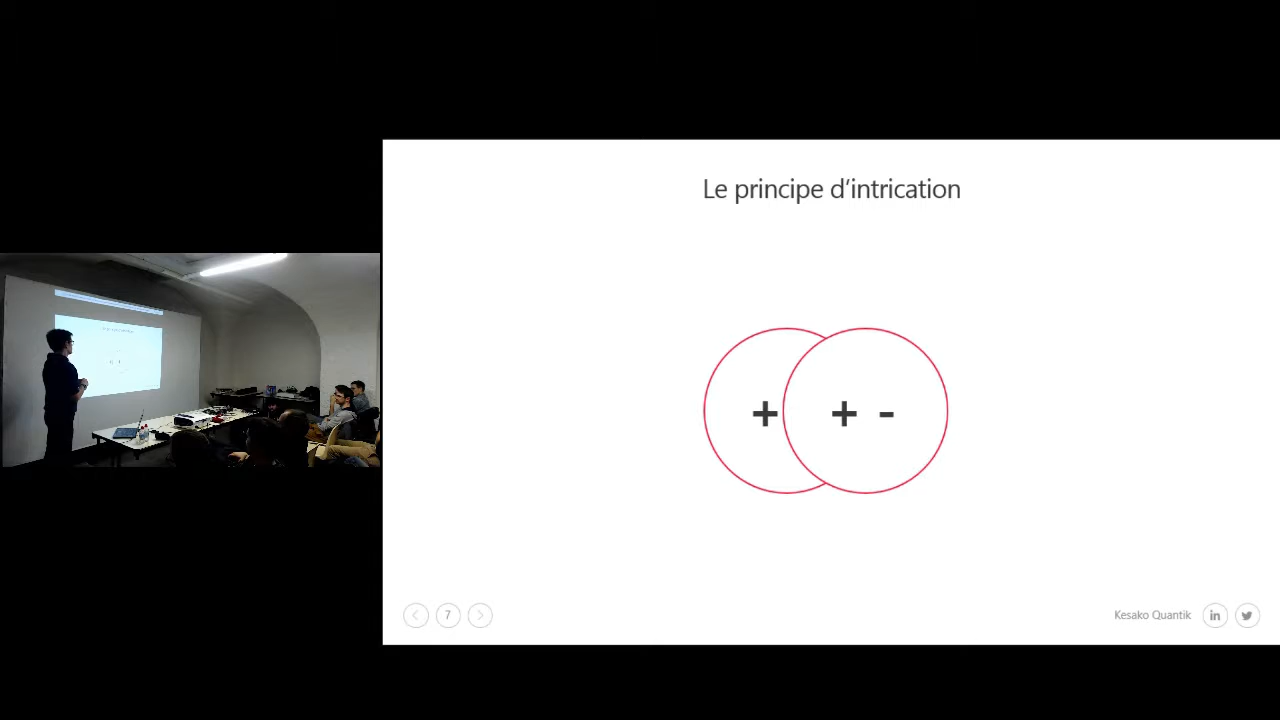 Le principe d'intrication
+ + -
7
Kesako Quantik
in